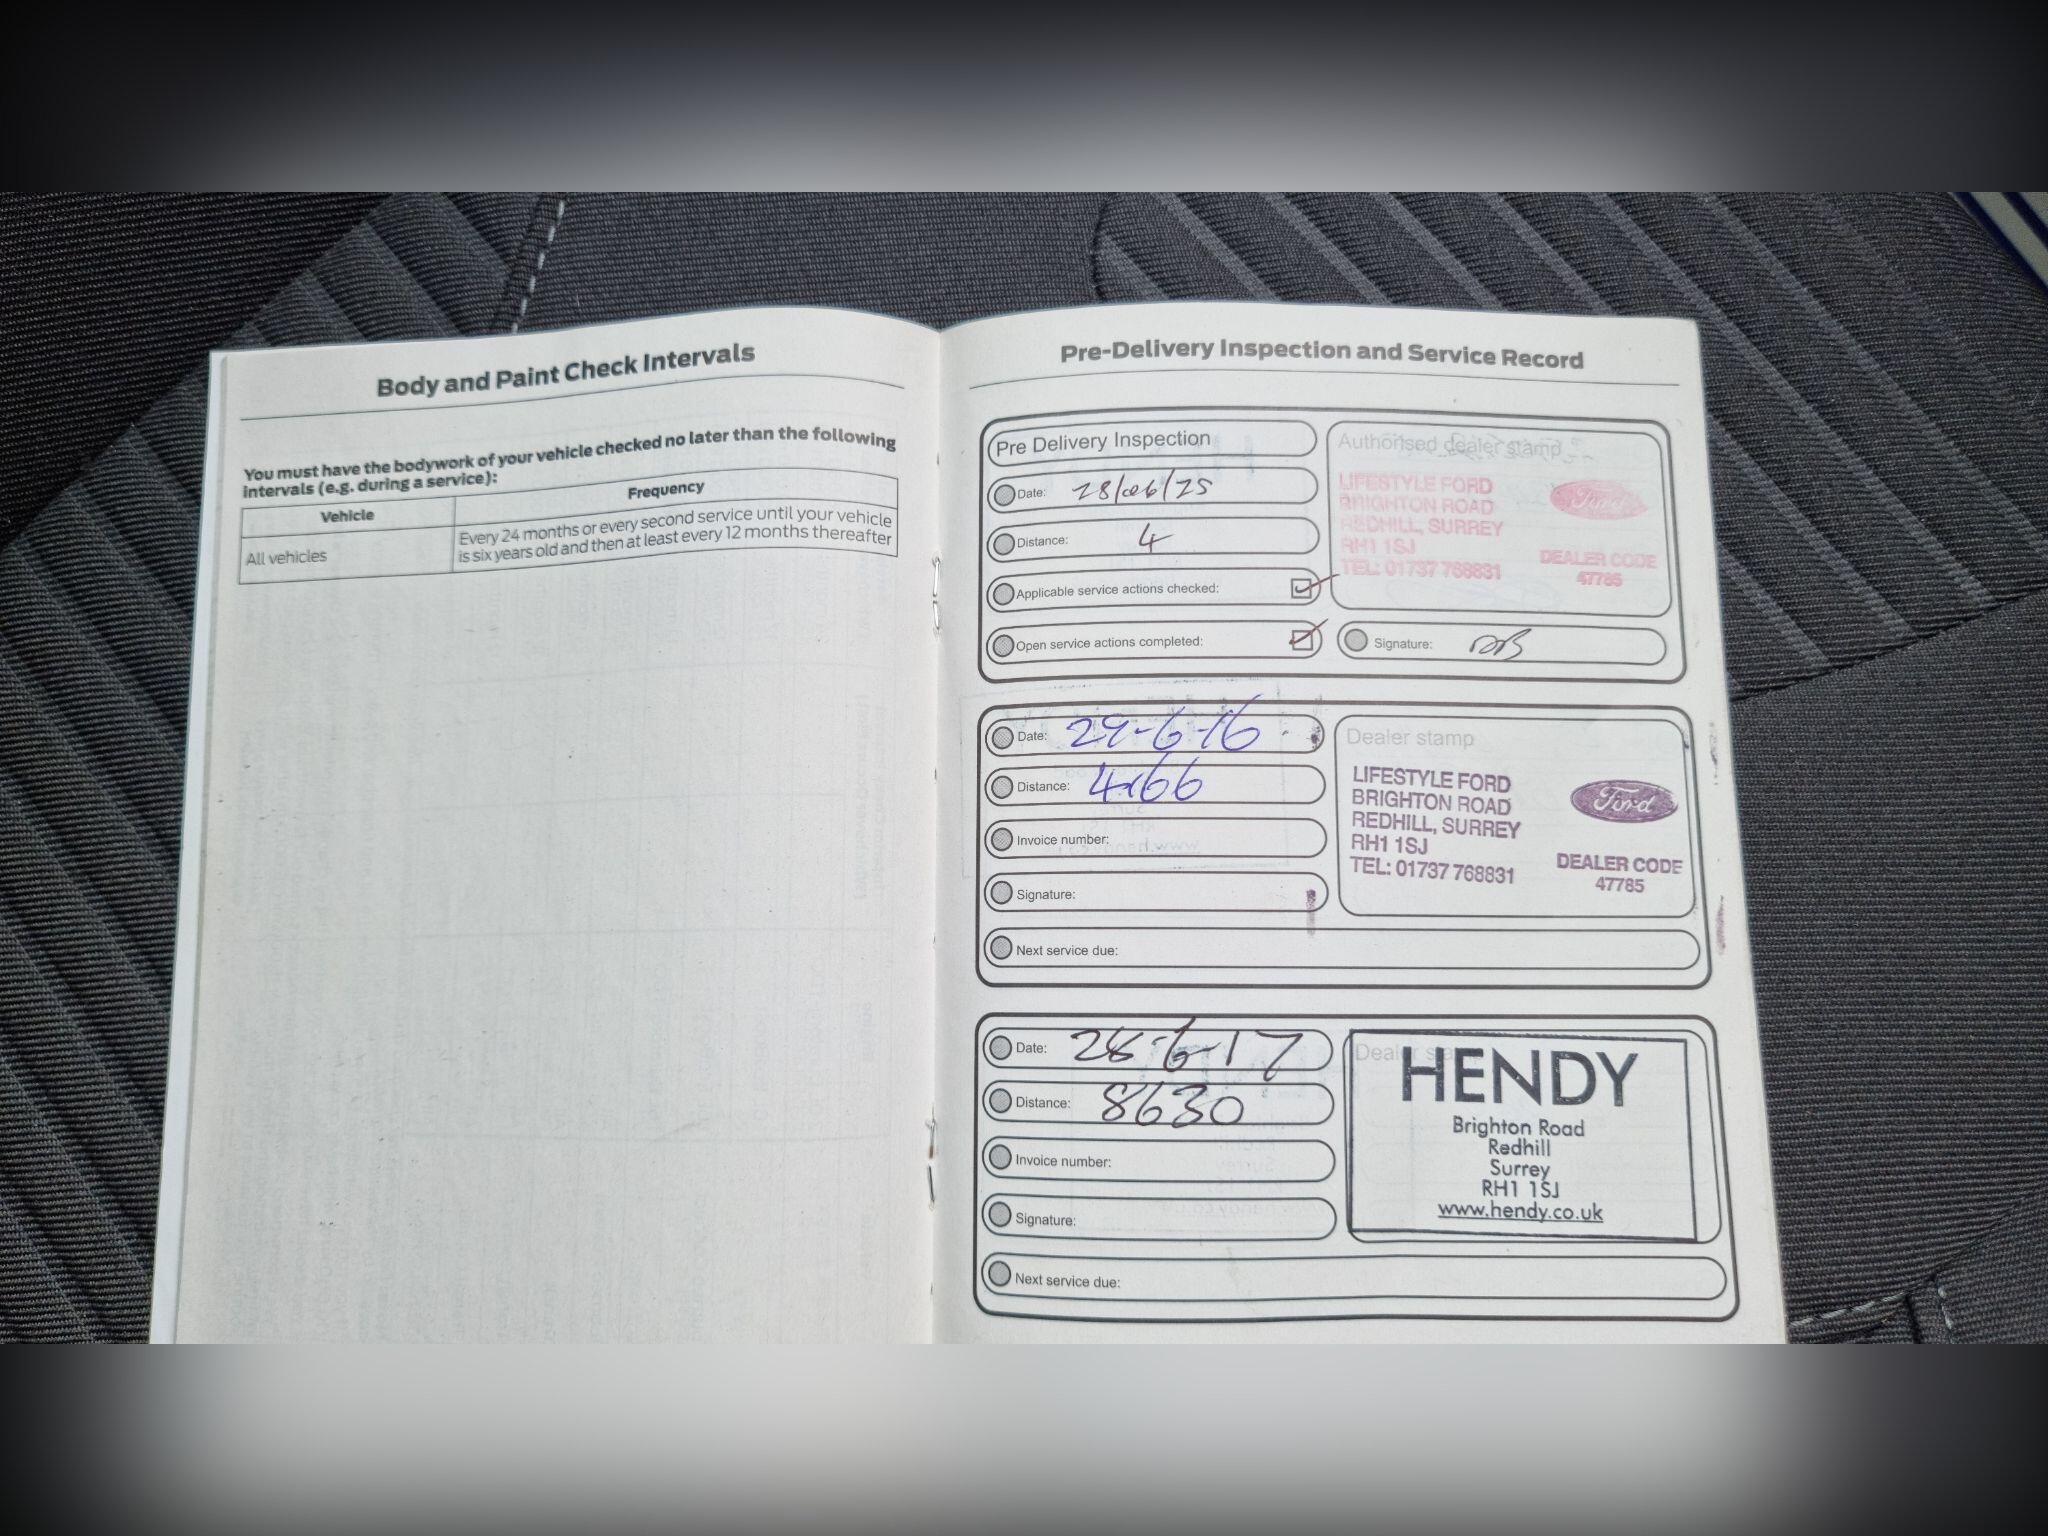 Body and Paint Check Intervals
You must have the bodywork of your vehicle checked no later than the following
intervals (e.g. during a service):
Vehicle
Frequency
All vehicles
Every 24 months or every second service until your vehicle
is six years old and then at least every 12 months thereafter
Pre-Delivery Inspection and Service Record
Pre Delivery Inspection
Date: 28/06/25
Distance: 4
Applicable service actions checked:
Open service actions completed:
Authorised dealer stamp
LIFESTYLE FORD
BRIGHTON ROAD
REDHILL, SURREY
RH1 1SJ
TEL: 01737 768831
Ford
DEALER CODE
47785
Signature:
Date: 29-6-16
Distance: 4166
Invoice number:
Signature:
Next service due:
Dealer stamp
LIFESTYLE FORD
BRIGHTON ROAD
REDHILL, SURREY
RH1 1SJ
TEL: 01737 768831
Ford
DEALER CODE
47785
Date: 28-6-17
Distance: 8630
Invoice number:
Signature:
Next service due:
Dealer stamp
HENDY
Brighton Road
Redhill
Surrey
RH1 1SJ
www.hendy.co.uk